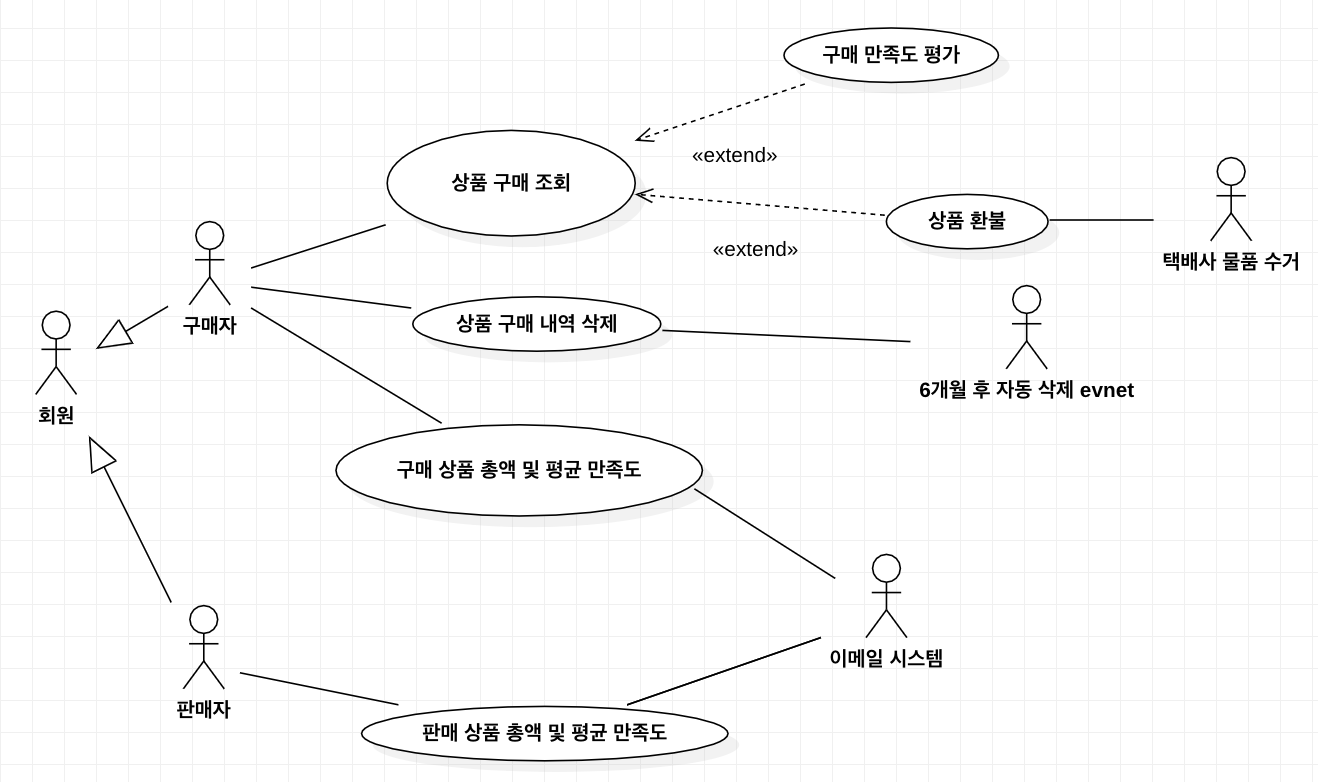 구매 만족도 평가
«extend»
상품 구매 조회
상품 환불
«extend»
택배사 물품 수거
구매자
상품 구매 내역 삭제
6개월 후 자동 삭제 evnet
회원
구매 상품 총액 및 평균 만족도
이메일 시스템
판매자
판매 상품 총액 및 평균 만족도